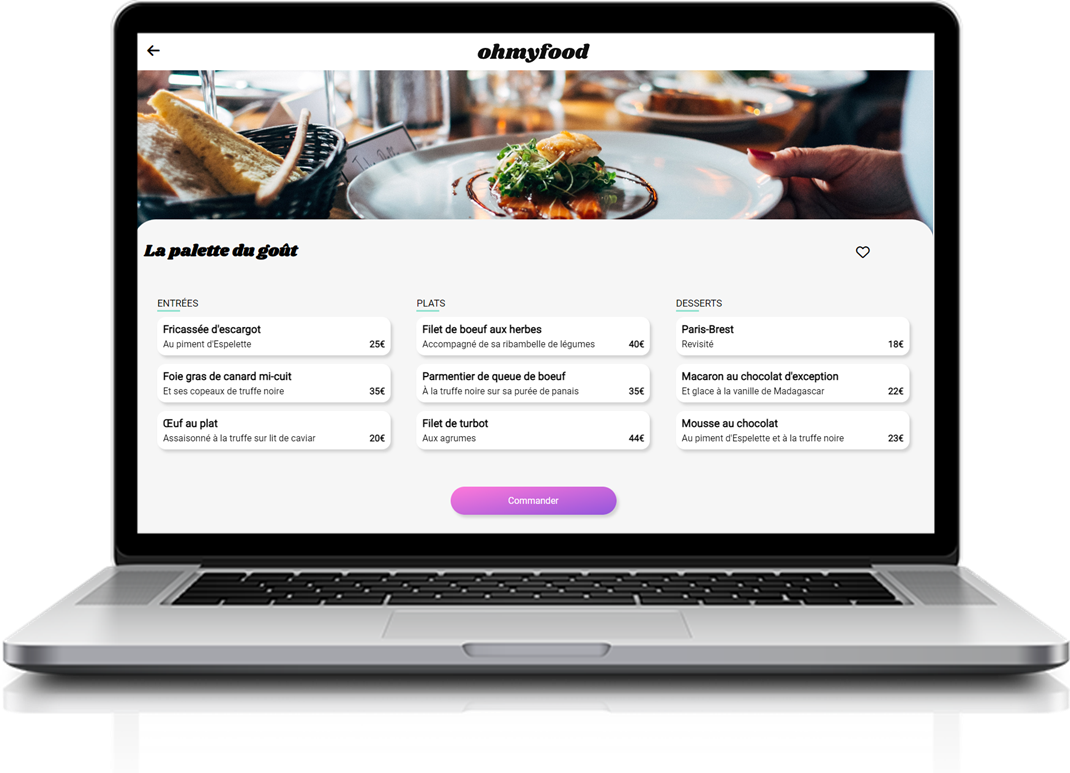 ohmyfood
La palette du goût
ENTRÉES
Fricassée d'escargot
Au piment d'Espelette
25€
Foie gras de canard mi-cuit
Et ses copeaux de truffe noire
35€
Œuf au plat
Assaisonné à la truffe sur lit de caviar
20€
PLATS
Filet de boeuf aux herbes
Accompagné de sa ribambelle de légumes
40€
Parmentier de queue de boeuf
À la truffe noire sur sa purée de panais
35€
Filet de turbot
Aux agrumes
44€
DESSERTS
Paris-Brest
Revisité
18€
Macaron au chocolat d'exception
Et glace à la vanille de Madagascar
22€
Mousse au chocolat
Au piment d'Espelette et à la truffe noire
23€
Commander